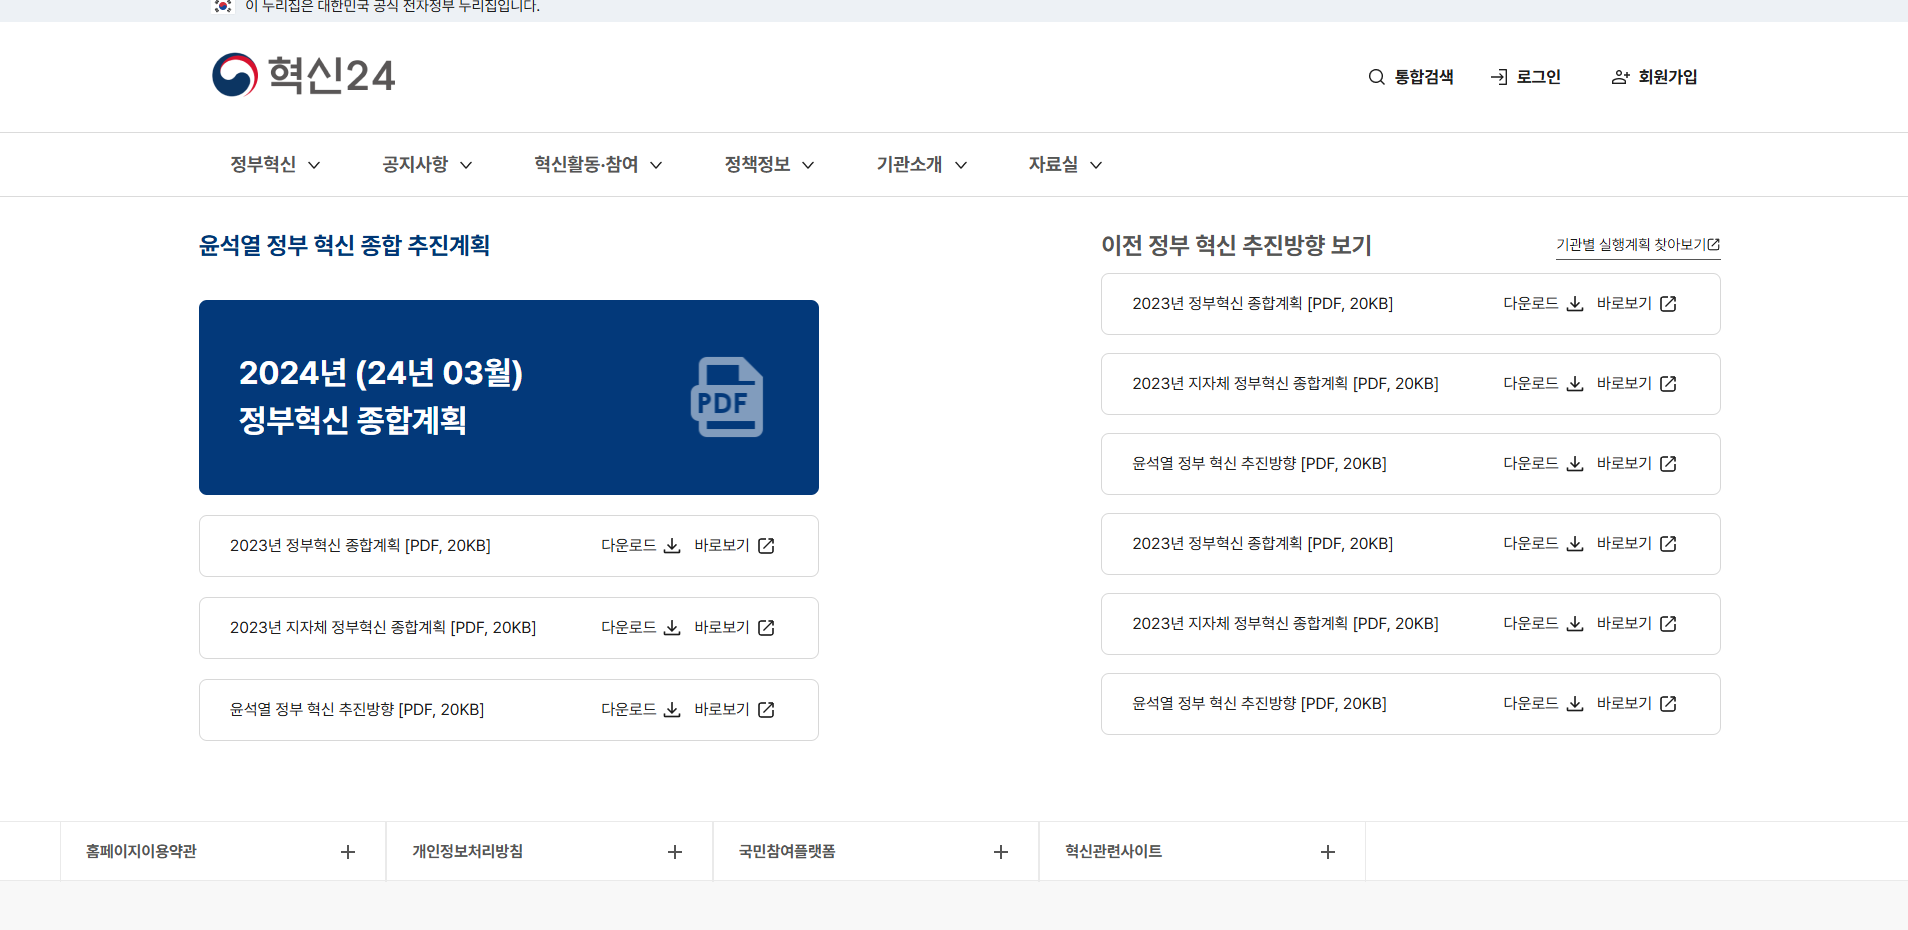 이 누리집은 대한민국 공식 전자정부 누리집입니다.
혁신24
통합검색 로그인 회원가입
정부혁신 공지사항 혁신활동·참여 정책정보 기관소개 자료실
윤석열 정부 혁신 종합 추진계획
2024년 (24년 03월)
정부혁신 종합계획
PDF
2023년 정부혁신 종합계획 [PDF, 20KB] 다운로드 바로보기
2023년 지자체 정부혁신 종합계획 [PDF, 20KB] 다운로드 바로보기
윤석열 정부 혁신 추진방향 [PDF, 20KB] 다운로드 바로보기
이전 정부 혁신 추진방향 보기 기관별 실행계획 찾아보기
2023년 정부혁신 종합계획 [PDF, 20KB] 다운로드 바로보기
2023년 지자체 정부혁신 종합계획 [PDF, 20KB] 다운로드 바로보기
윤석열 정부 혁신 추진방향 [PDF, 20KB] 다운로드 바로보기
2023년 정부혁신 종합계획 [PDF, 20KB] 다운로드 바로보기
2023년 지자체 정부혁신 종합계획 [PDF, 20KB] 다운로드 바로보기
윤석열 정부 혁신 추진방향 [PDF, 20KB] 다운로드 바로보기
홈페이지이용약관 개인정보처리방침 국민참여플랫폼 혁신관련사이트